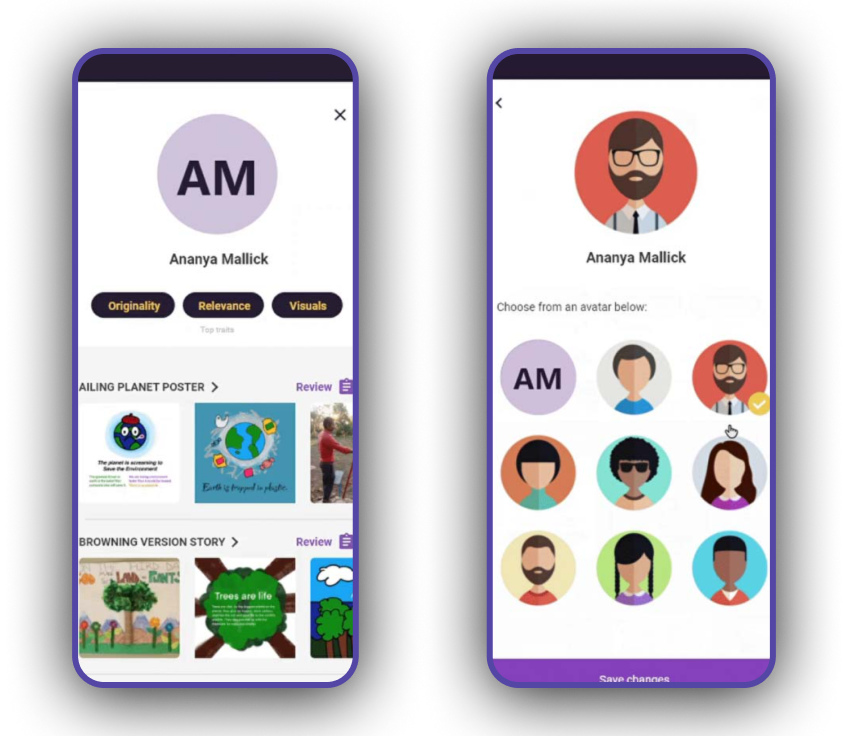 AM
Ananya Mallick
Originality Relevance Visuals
Top traits
AILING PLANET POSTER > Review
The planet is screaming to
Save the Environment
Earth is trapped in plastic.
BROWNING VERSION STORY > Review
LAND
Trees are life
Ananya Mallick
Choose from an avatar below:
AM
Save changes